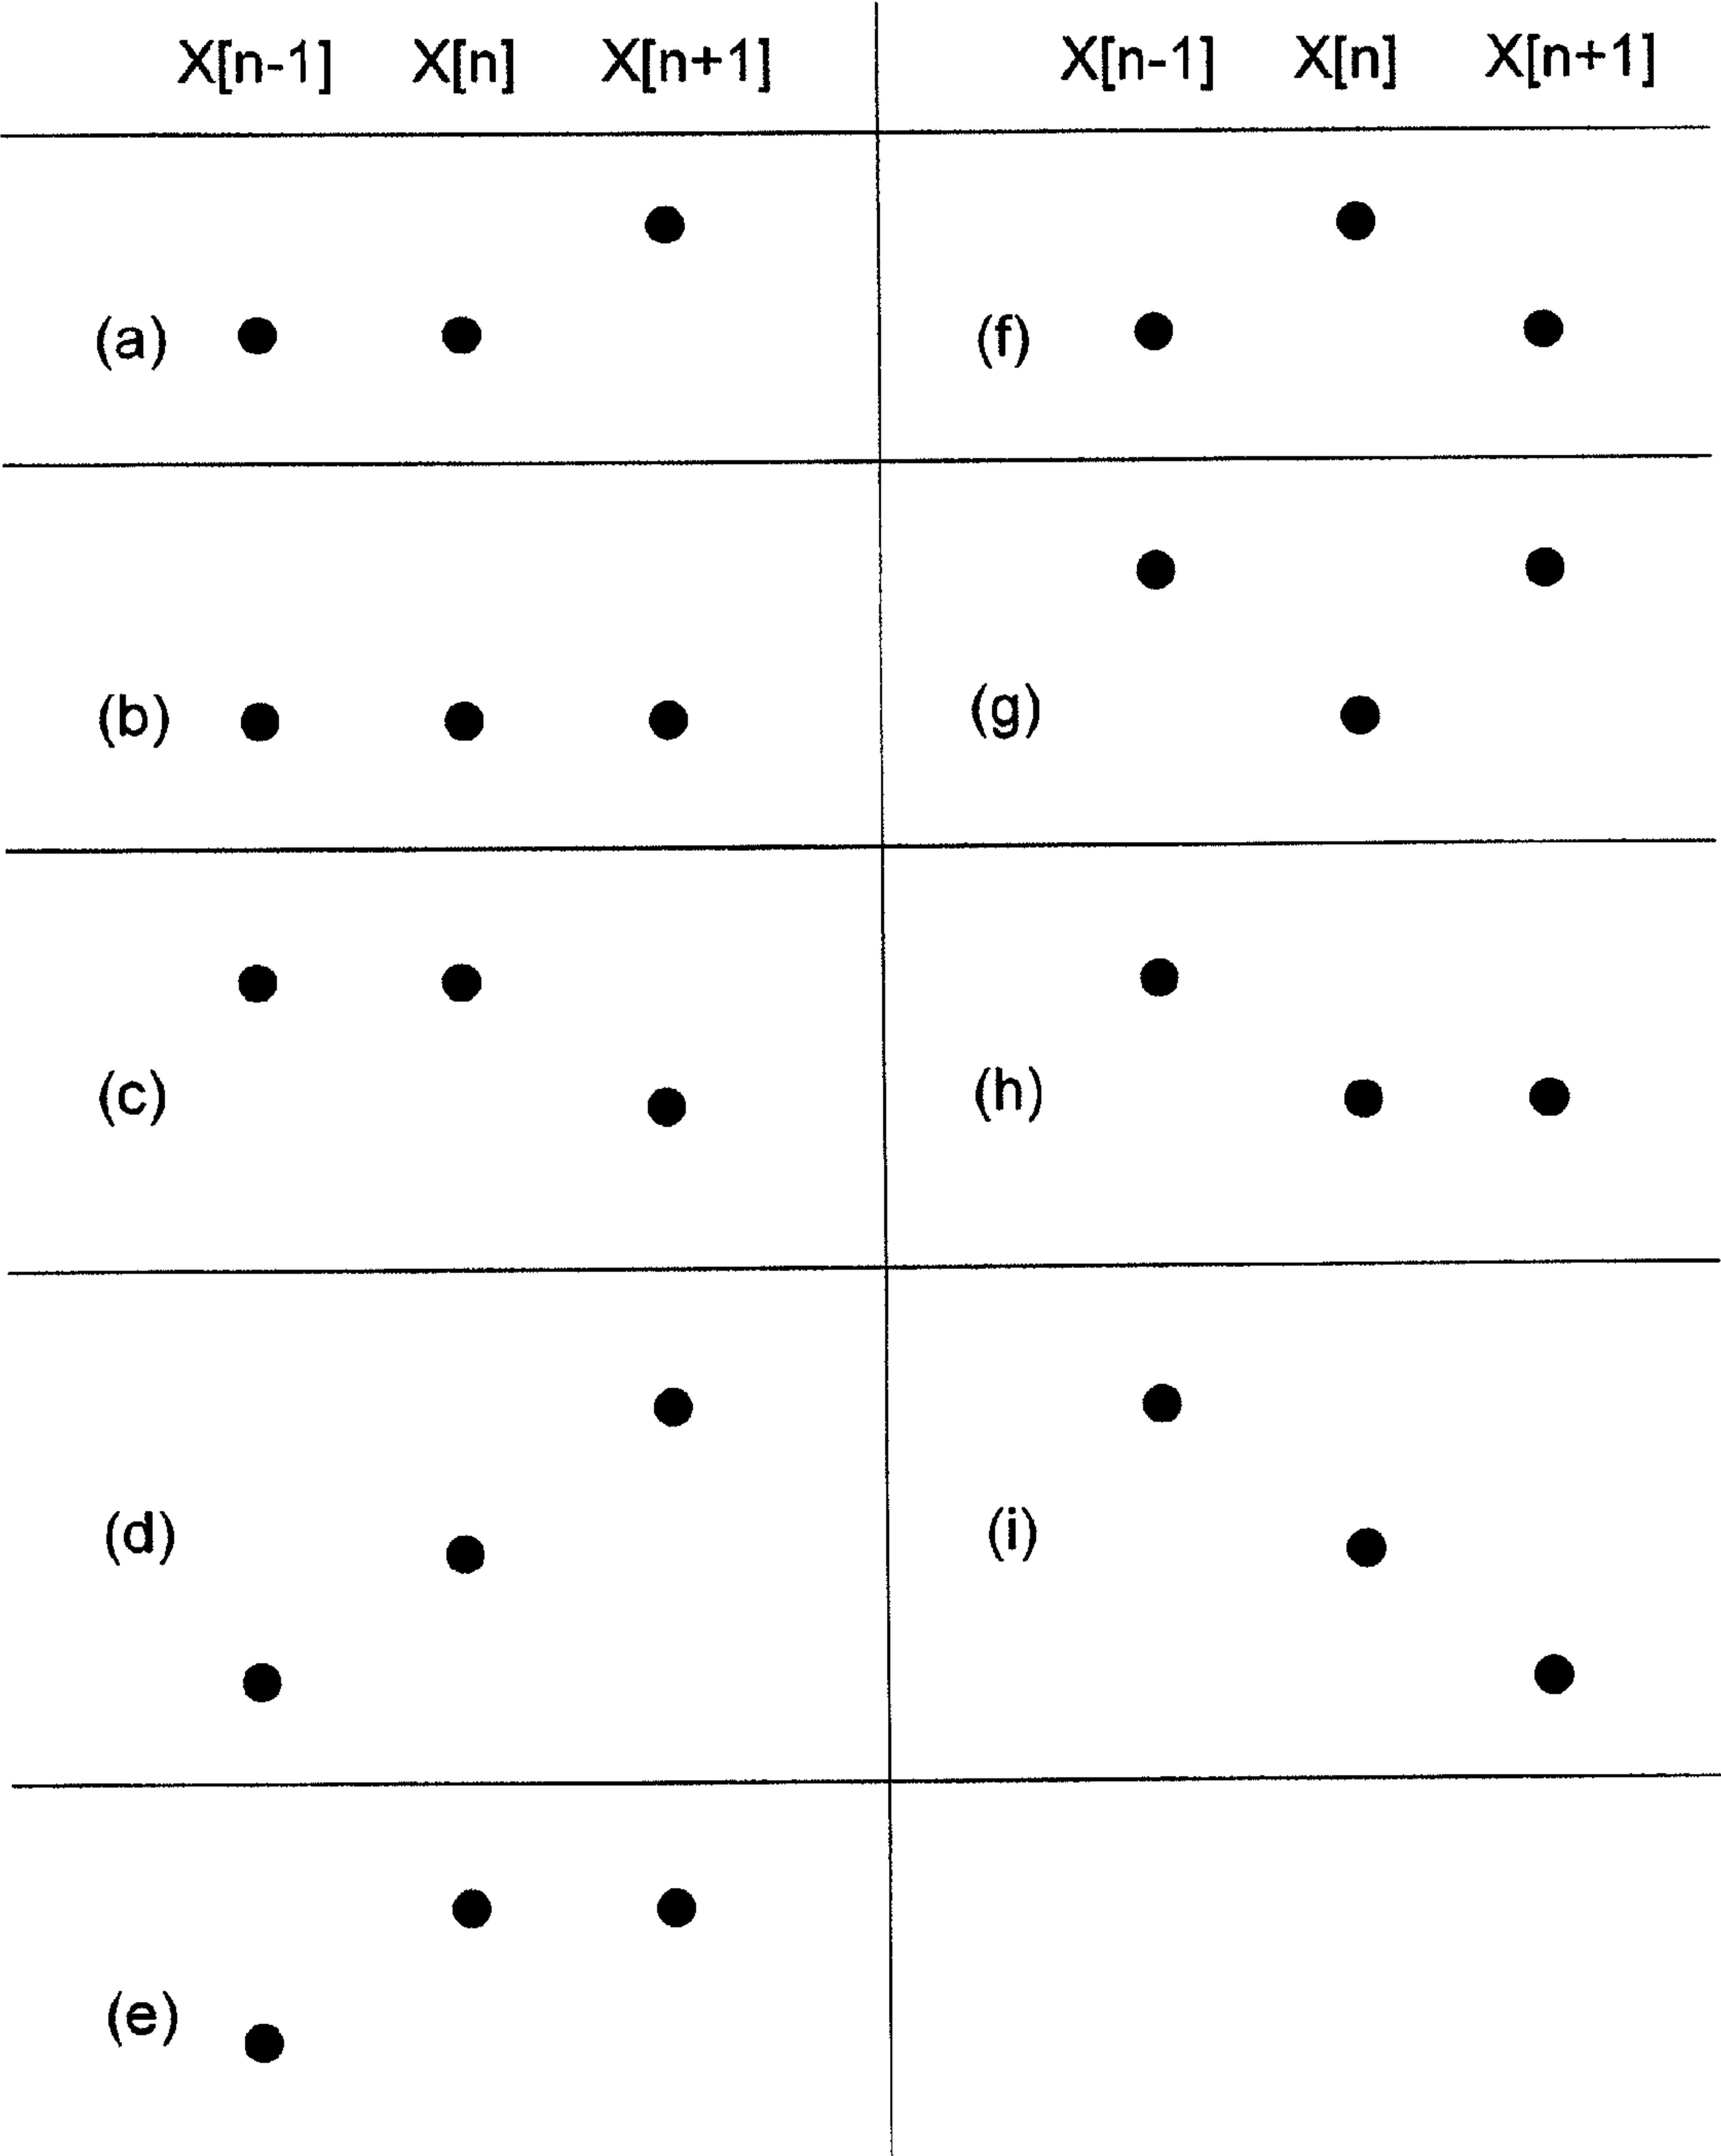 X[n-1] X[n] X[n+1] X[n-1] X[n] X[n+1]
(a) (f)
(b) (g)
(c) (h)
(d) (i)
(e)